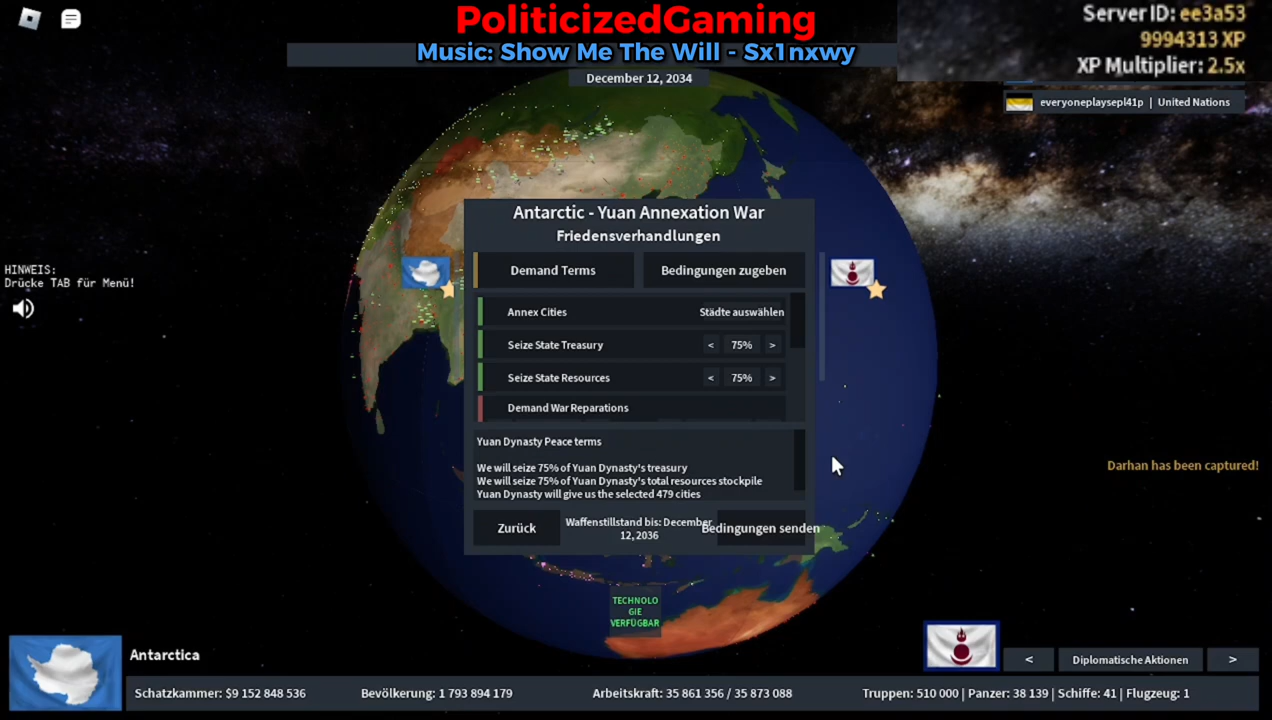 PoliticizedGaming
Music: Show Me The Will - Sx1nxwy
Server ID: ee3a53
9994313 XP
XP Multiplier: 2.5x
December 12, 2034
everyoneplaysepl41p | United Nations
Antarctic - Yuan Annexation War
Friedensverhandlungen
Demand Terms
Bedingungen zugeben
HINWEIS:
Drücke TAB für Menü!
Annex Cities
Städte auswählen
Seize State Treasury
< 75% >
Seize State Resources
< 75% >
Demand War Reparations
Yuan Dynasty Peace terms
We will seize 75% of Yuan Dynasty's treasury
We will seize 75% of Yuan Dynasty's total resources stockpile
Yuan Dynasty will give us the selected 479 cities
Darhan has been captured!
Zurück
Waffenstillstand bis: December
12, 2036
Bedingungen senden
TECHNOLO
GIE
VERFÜGBAR
Antarctica
< Diplomatische Aktionen >
Schatzkammer: $9 152 848 536
Bevölkerung: 1 793 894 179
Arbeitskraft: 35 861 356 / 35 873 088
Truppen: 510 000 | Panzer: 38 139 | Schiffe: 41 | Flugzeug: 1